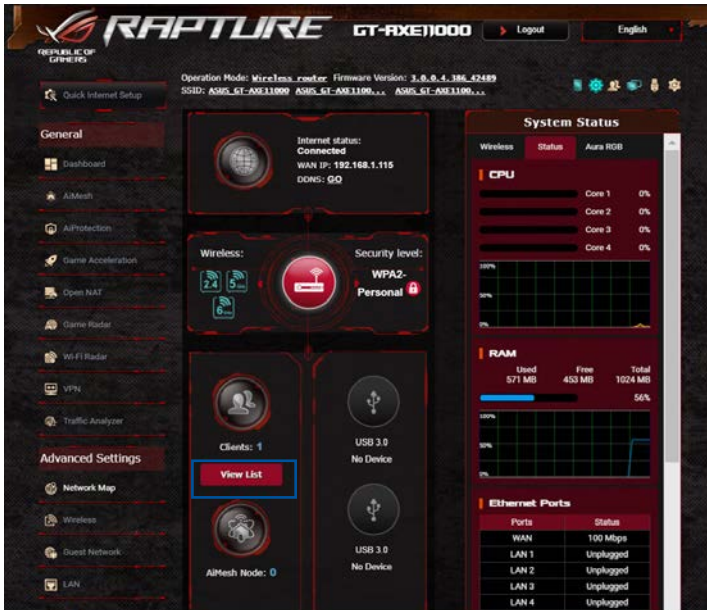 RAPTURE
REPUBLIC OF
GAMERS
GT-AXE11000
Logout
English
Quick Internet Setup
Operation Mode: Wireless router Firmware Version: 3.0.0.4.386_42489
SSID: ASUS_GT-AXE11000 ASUS_GT-AXE1100... ASUS_GT-AXE1100...
General
Dashboard
AiMesh
AiProtection
Game Acceleration
Open NAT
Game Radar
Wi-Fi Radar
VPN
Traffic Analyzer
Advanced Settings
Network Map
Wireless
Guest Network
LAN
Internet status:
Connected
WAN IP: 192.168.1.115
DDNS: GO
Wireless:
2.4
5
6
Security level:
WPA2-
Personal
Clients: 1
View List
AiMesh Node: 0
USB 3.0
No Device
USB 3.0
No Device
System Status
Wireless Status Aura RGB
CPU
Core 1 0%
Core 2 0%
Core 3 0%
Core 4 0%
100%
50%
0%
RAM
Used Free Total
571 MB 453 MB 1024 MB
56%
100%
50%
0%
Ethernet Ports
Ports Status
WAN 100 Mbps
LAN 1 Unplugged
LAN 2 Unplugged
LAN 3 Unplugged
LAN 4 Unplugged